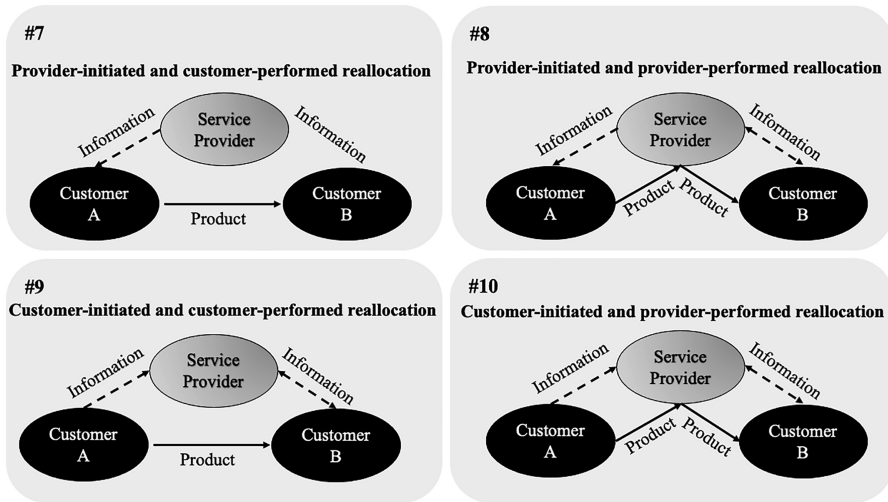 #7
Provider-initiated and customer-performed reallocation
Information
Service
Provider
Information
Customer
A
Product
Customer
B
#8
Provider-initiated and provider-performed reallocation
Information
Service
Provider
Information
Customer
A
Product
Product
Customer
B
#9
Customer-initiated and customer-performed reallocation
Information
Service
Provider
Information
Customer
A
Product
Customer
B
#10
Customer-initiated and provider-performed reallocation
Information
Service
Provider
Information
Customer
A
Product
Product
Customer
B